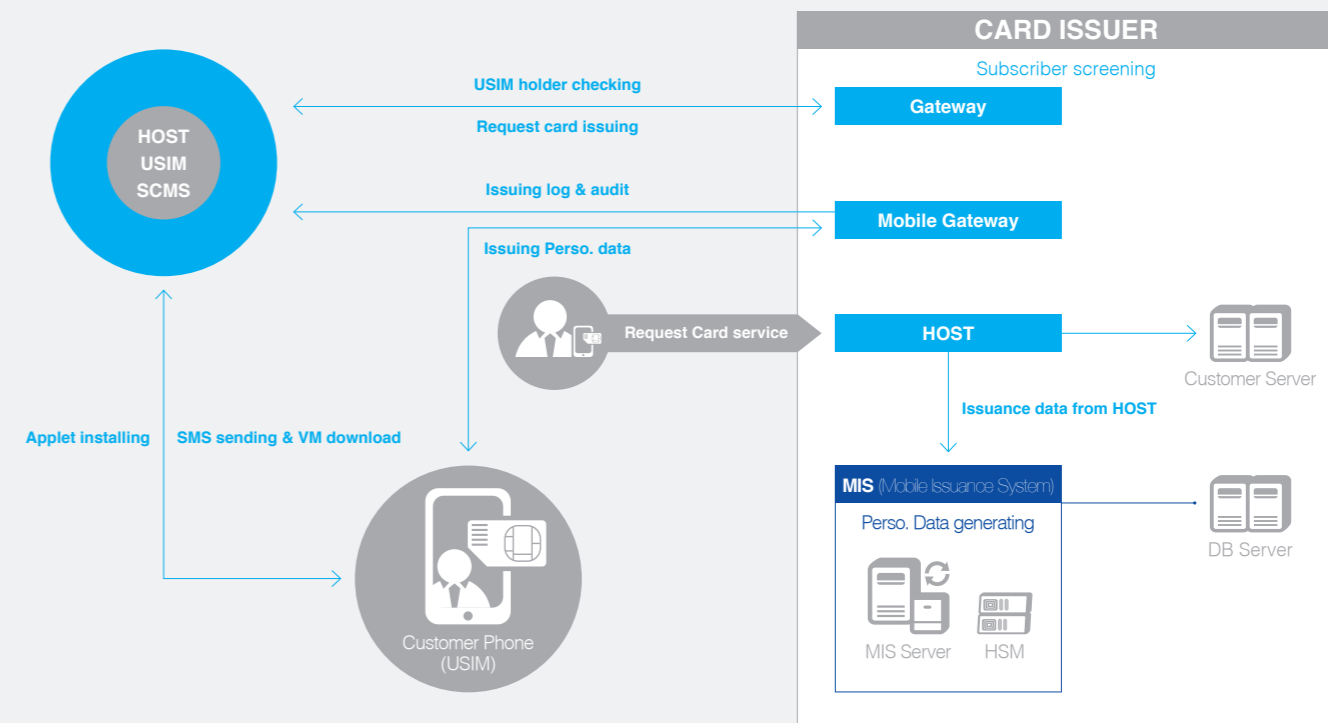 CARD ISSUER
Subscriber screening
USIM holder checking
Gateway
Request card issuing
HOST
USIM
SCMS
Issuing log & audit
Mobile Gateway
Issuing Perso. data
Request Card service
HOST
Customer Server
Issuance data from HOST
Applet installing
SMS sending & VM download
MIS (Mobile Issuance System)
Perso. Data generating
DB Server
MIS Server
HSM
Customer Phone
(USIM)